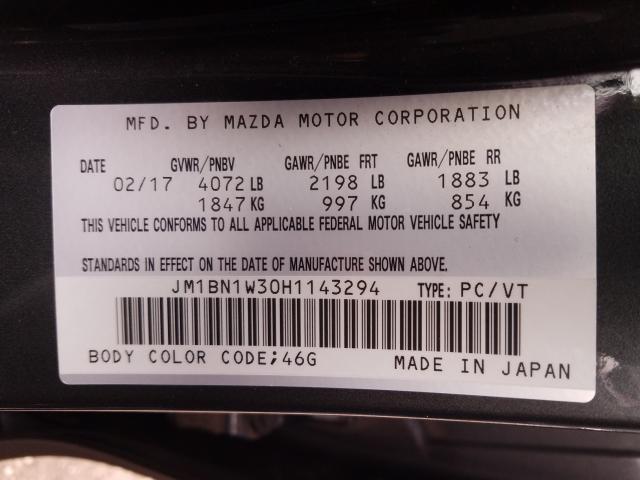 MFD. BY MAZDA MOTOR CORPORATION
DATE GVWR/PNBV GAWR/PNBE FRT GAWR/PNBE RR
02/17 4072 LB 2198 LB 1883 LB
1847 KG 997 KG 854 KG
THIS VEHICLE CONFORMS TO ALL APPLICABLE FEDERAL MOTOR VEHICLE SAFETY
STANDARDS IN EFFECT ON THE DATE OF MANUFACTURE SHOWN ABOVE.
JM1BN1W30H1143294 TYPE: PC/VT
BODY COLOR CODE;46G MADE IN JAPAN